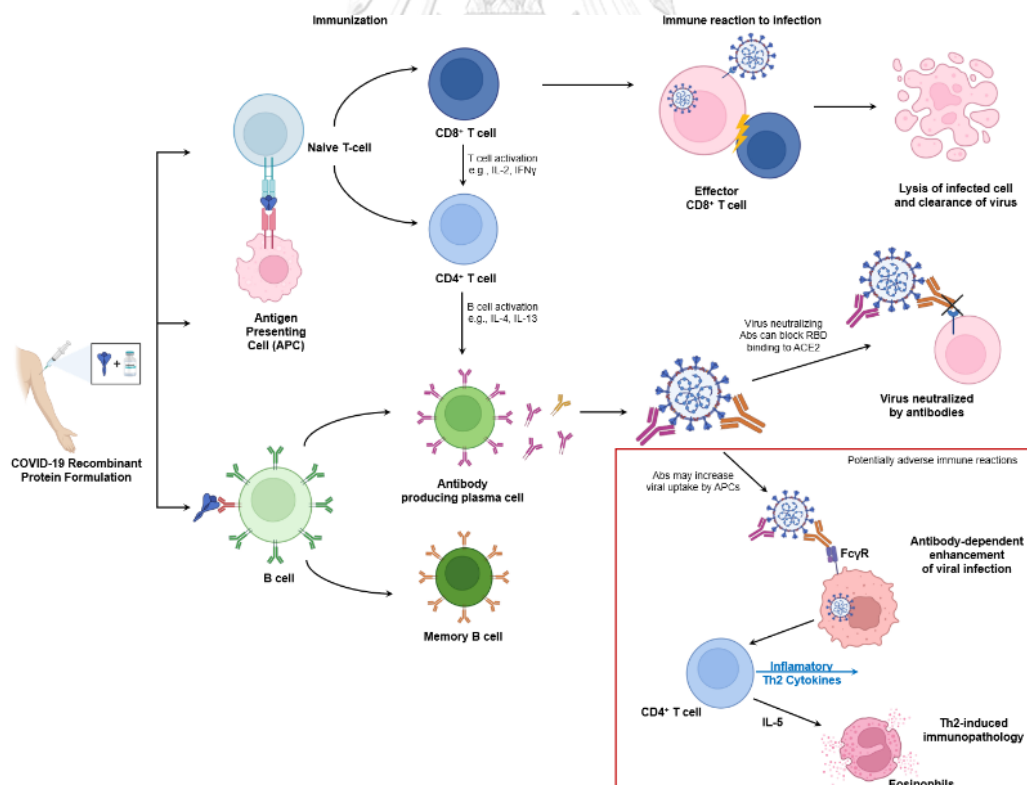 Immunization
Immune reaction to infection
Naive T-cell
CD8⁺ T cell
T cell activation
e.g., IL-2, IFNγ
Effector
CD8⁺ T cell
Lysis of infected cell
and clearance of virus
CD4⁺ T cell
Antigen
Presenting
Cell (APC)
B cell activation
e.g., IL-4, IL-13
+
COVID-19 Recombinant
Protein Formulation
Virus neutralizing
Abs can block RBD
binding to ACE2
Virus neutralized
by antibodies
Antibody
producing plasma cell
B cell
Memory B cell
Potentially adverse immune reactions
Abs may increase
viral uptake by APCs
FcγR
Antibody-dependent
enhancement
of viral infection
CD4⁺ T cell
Inflamatory
Th2 Cytokines
IL-5
Th2-induced
immunopathology
Eosinophils